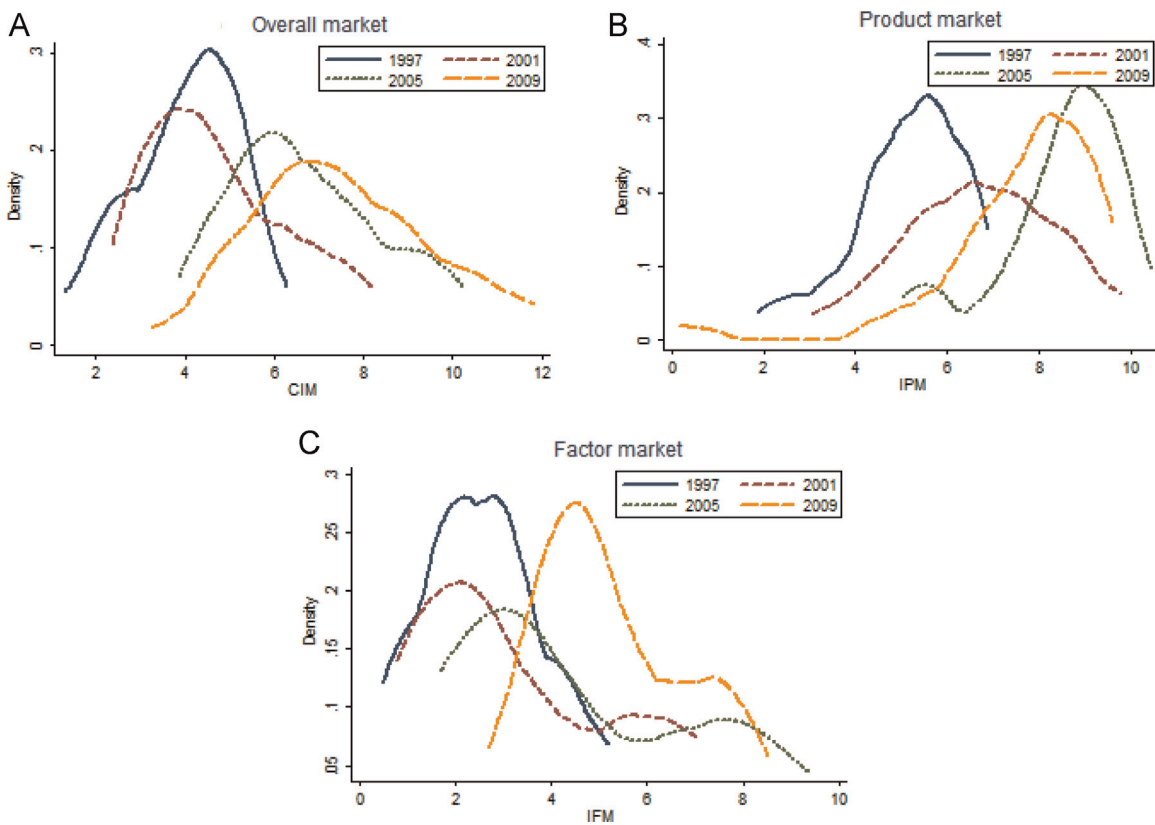 A
Overall market
1997 2001
2005 2009
.3
.2
.1
0
Density
2 4 6 8 10 12
CIM
B
Product market
1997 2001
2005 2009
.4
.3
.2
.1
0
Density
0 2 4 6 8 10
IPM
C
Factor market
1997 2001
2005 2009
.3
.25
.2
.15
.1
.05
Density
0 2 4 6 8 10
IFM